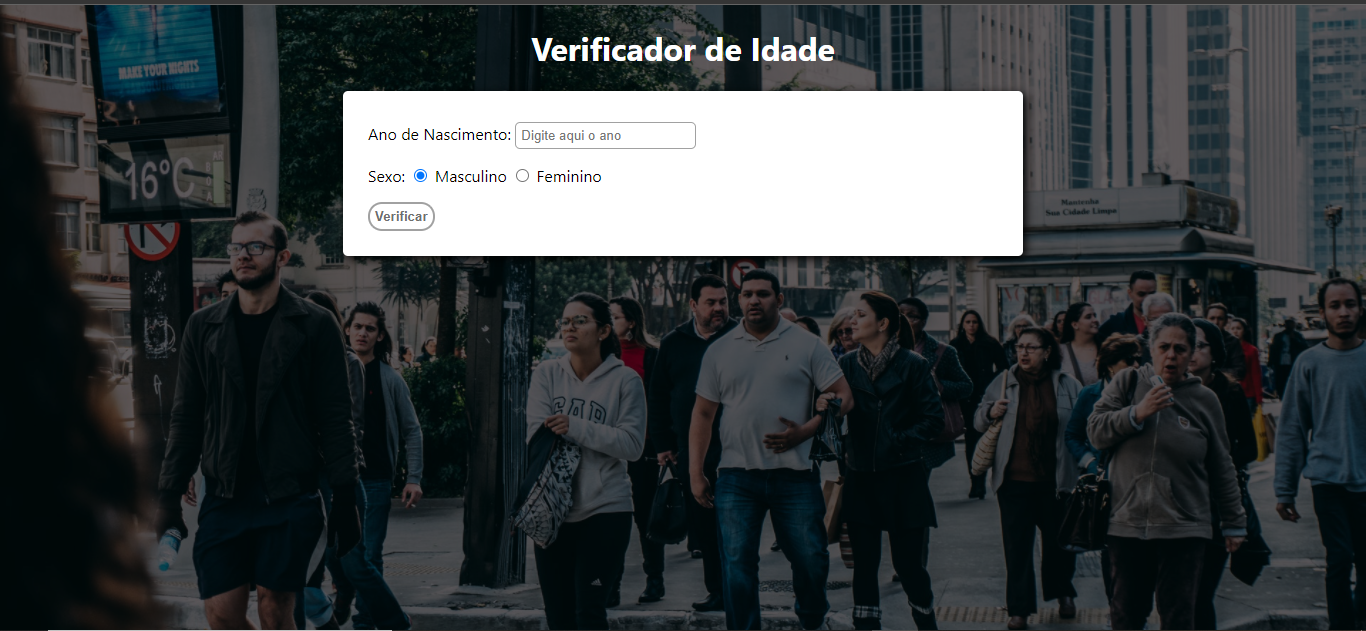 Verificador de Idade
MAKE YOUR NIGHTS
16°C
Ano de Nascimento: Digite aqui o ano
Sexo: Masculino Feminino
Verificar
Mantenha
Sua Cidade Limpa
GAP